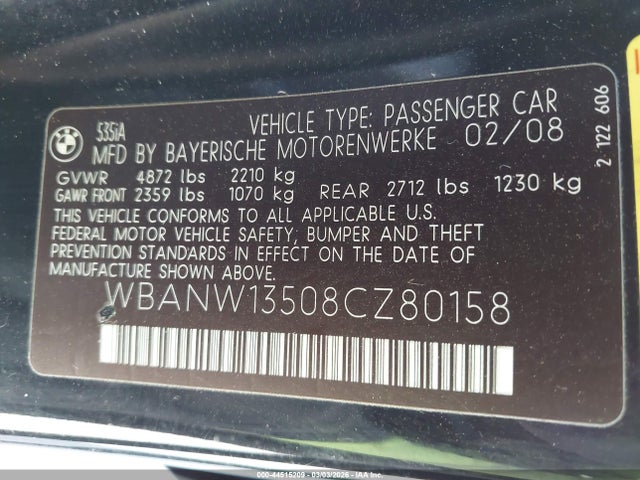 BMW
535iA
VEHICLE TYPE: PASSENGER CAR
MFD BY BAYERISCHE MOTORENWERKE 02/08
GVWR 4872 lbs 2210 kg
GAWR FRONT 2359 lbs 1070 kg REAR 2712 lbs 1230 kg
THIS VEHICLE CONFORMS TO ALL APPLICABLE U.S.
FEDERAL MOTOR VEHICLE SAFETY, BUMPER AND THEFT
PREVENTION STANDARDS IN EFFECT ON THE DATE OF
MANUFACTURE SHOWN ABOVE.
WBANW13508CZ80158
2 122 606
000-44515209 - 03/03/2026 - IAAspare